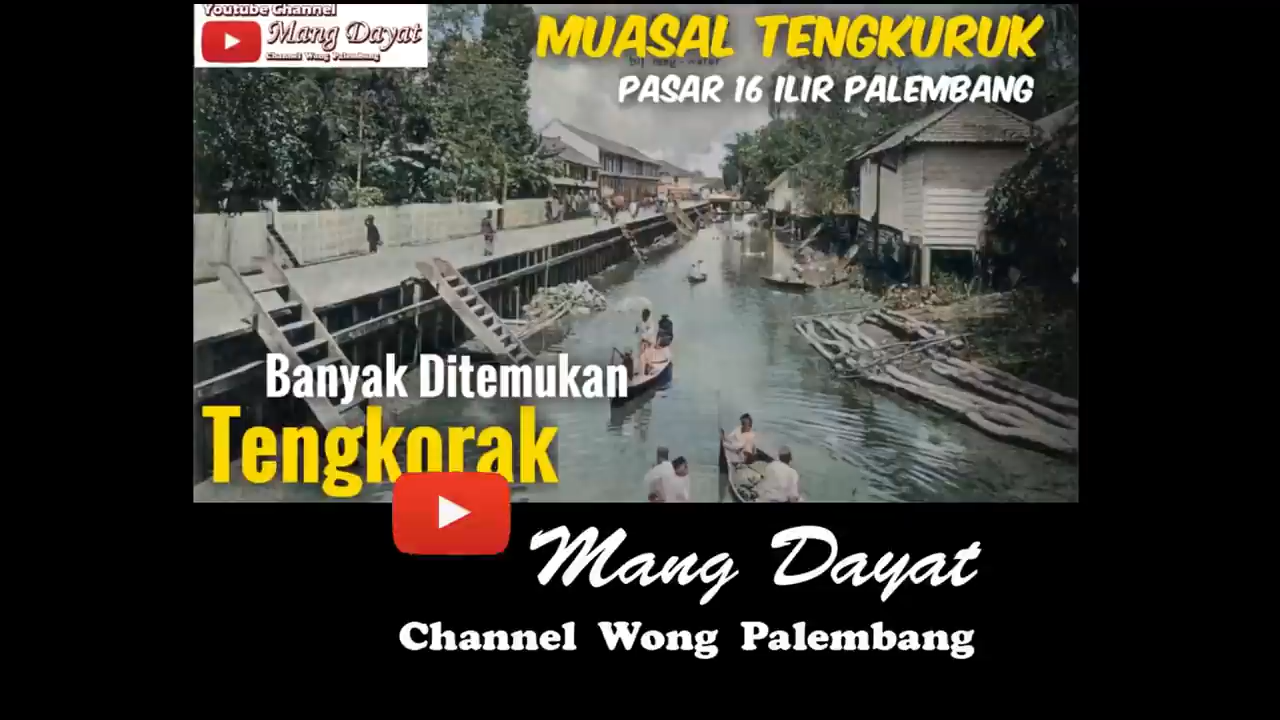 Youtube Channel
Mang Dayat
Channel Wong Palembang
MUASAL TENGKURUK
PASAR 16 ILIR PALEMBANG
Banyak Ditemukan
Tengkorak
Mang Dayat
Channel Wong Palembang